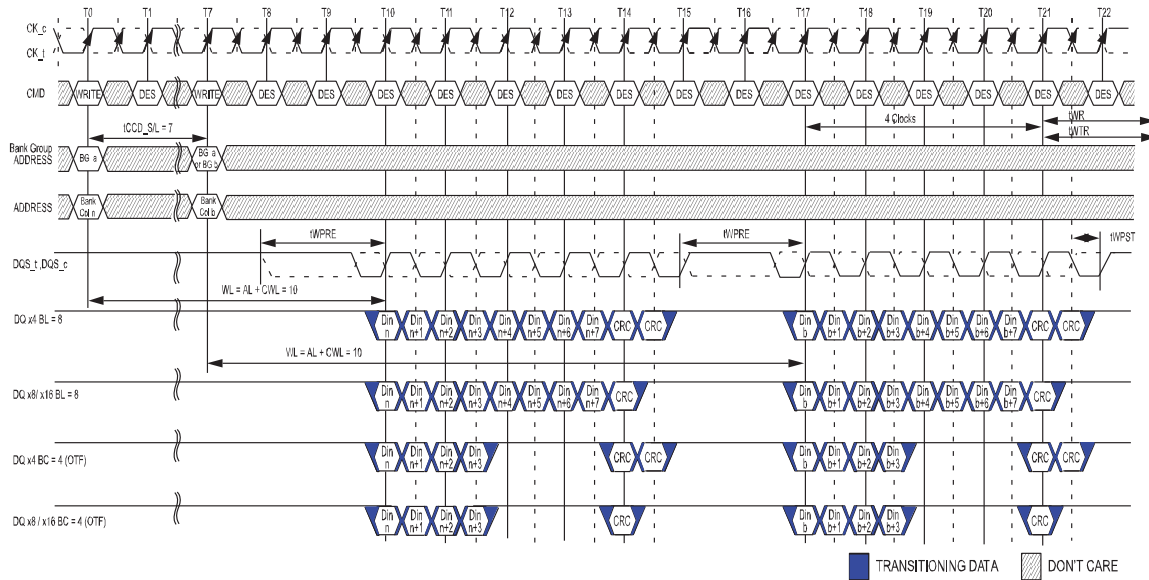 T0 T1 T7 T8 T9 T10 T11 T12 T13 T14 T15 T16 T17 T18 T19 T20 T21 T22
CK_c
CK_t
CMD WRITE DES WRITE DES DES DES DES DES DES DES DES DES DES DES DES DES DES DES
tCCD_S/L = 7
4 Clocks
tWR
tWTR
Bank Group
ADDRESS
BG a
BG a
or BG b
ADDRESS
Bank
Col n
Bank
Col b
tWPRE
tWPRE
tWPST
DQS_t ,DQS_c
WL = AL + CWL = 10
DQ x4 BL = 8
Din n Din n+1 Din n+2 Din n+3 Din n+4 Din n+5 Din n+6 Din n+7 CRC CRC Din b Din b+1 Din b+2 Din b+3 Din b+4 Din b+5 Din b+6 Din b+7 CRC CRC
WL = AL + CWL = 10
DQ x8/ x16 BL = 8
Din n Din n+1 Din n+2 Din n+3 Din n+4 Din n+5 Din n+6 Din n+7 CRC Din b Din b+1 Din b+2 Din b+3 Din b+4 Din b+5 Din b+6 Din b+7 CRC
DQ x4 BC = 4 (OTF)
Din n Din n+1 Din n+2 Din n+3 CRC CRC Din b Din b+1 Din b+2 Din b+3 CRC CRC
DQ x8 / x16 BC = 4 (OTF)
Din n Din n+1 Din n+2 Din n+3 CRC Din b Din b+1 Din b+2 Din b+3 CRC
TRANSITIONING DATA
DON'T CARE